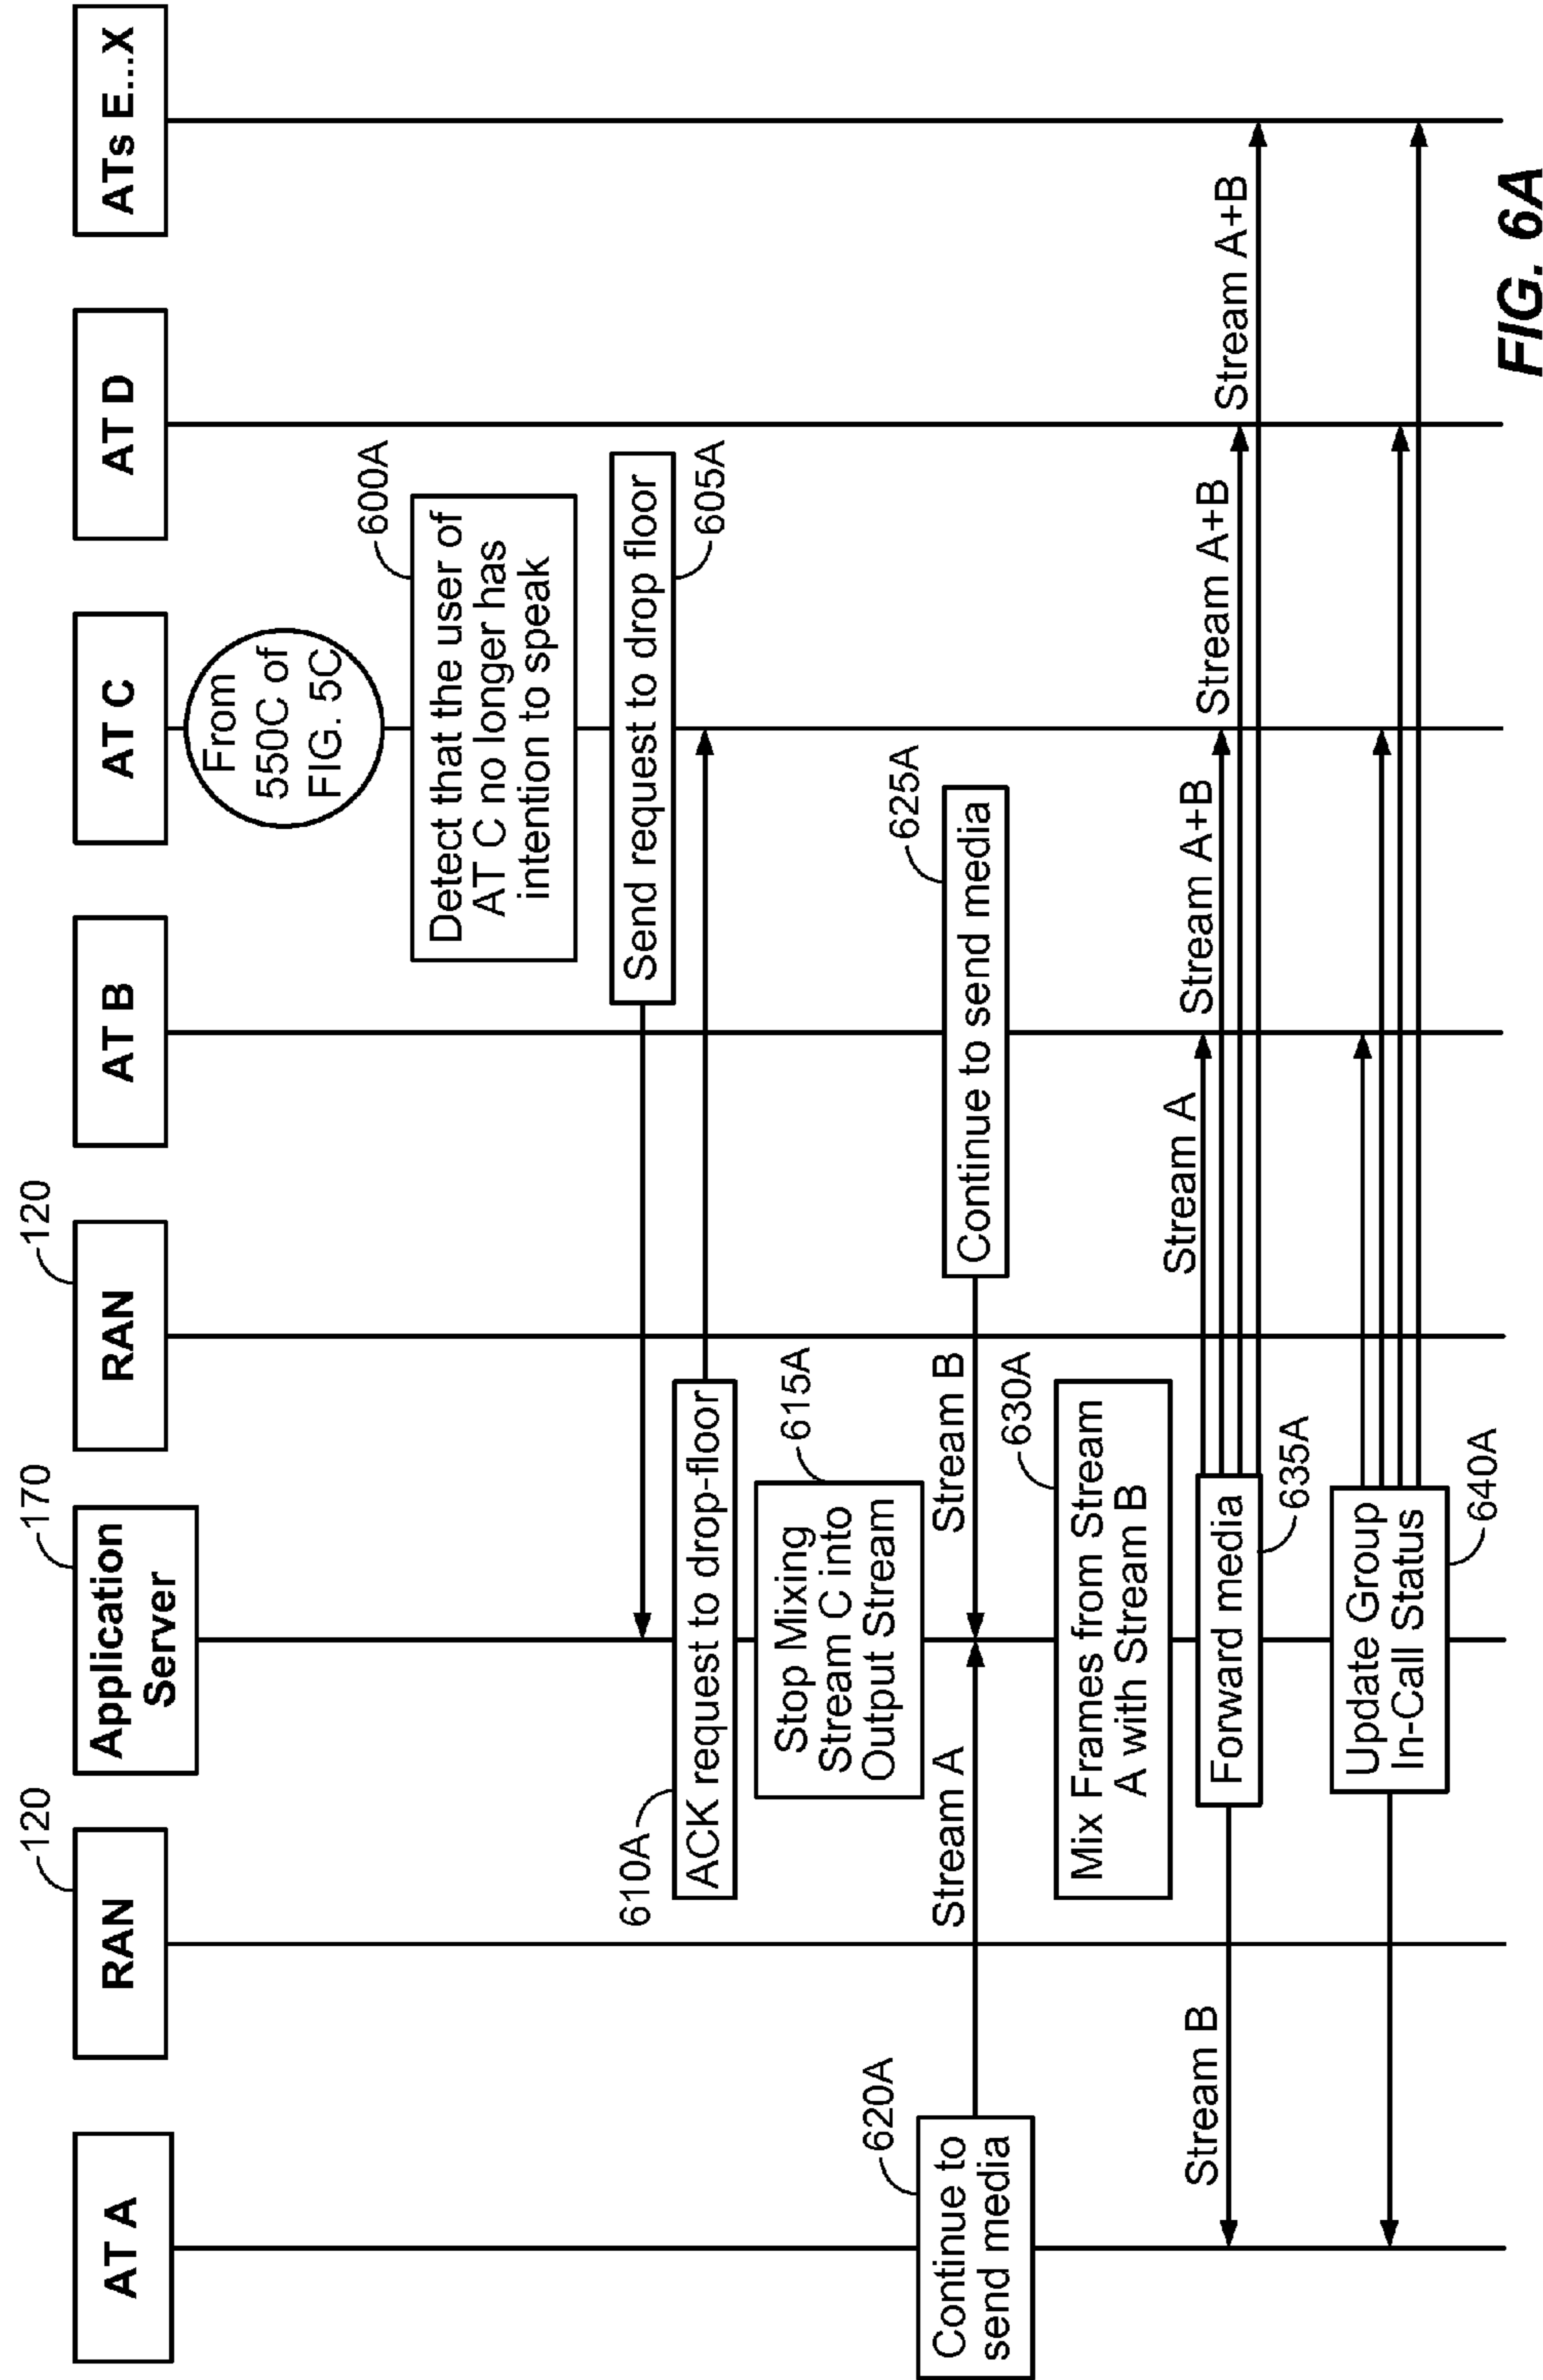 AT A
RAN
120
Application
Server
170
RAN
120
AT B
AT C
AT D
ATs E...X
From
550C of
FIG. 5C
Detect that the user of
AT C no longer has
intention to speak
600A
Send request to drop floor
605A
610A
ACK request to drop-floor
Stop Mixing
Stream C into
Output Stream
615A
Continue to
send media
620A
Stream A
Stream B
Continue to send media
625A
Mix Frames from Stream
A with Stream B
630A
Stream B
Forward media
635A
Stream A
Stream A+B
Stream A+B
Stream A+B
Update Group
In-Call Status
640A
FIG. 6A